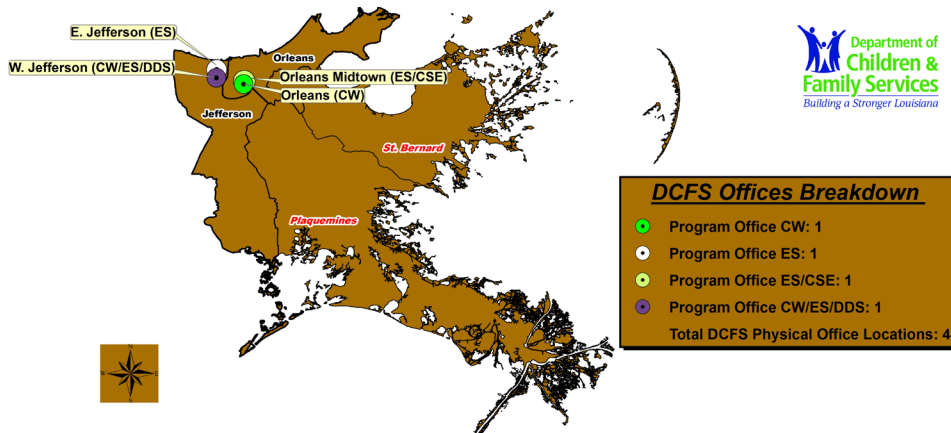 E. Jefferson (ES)
W. Jefferson (CW/ES/DDS)
Orleans
Orleans Midtown (ES/CSE)
Orleans (CW)
Jefferson
St. Bernard
Plaquemines
Department of
Children &
Family Services
Building a Stronger Louisiana
DCFS Offices Breakdown
Program Office CW: 1
Program Office ES: 1
Program Office ES/CSE: 1
Program Office CW/ES/DDS: 1
Total DCFS Physical Office Locations: 4
N
W E
S